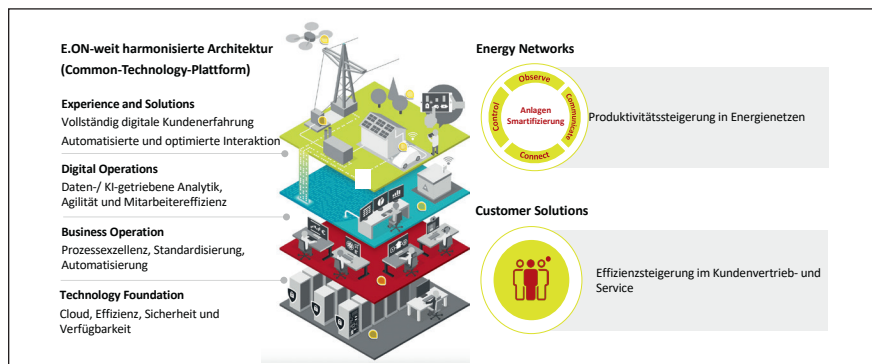 E.ON-weit harmonisierte Architektur
(Common-Technology-Plattform)
Experience and Solutions
Vollständig digitale Kundenerfahrung
Automatisierte und optimierte Interaktion
Digital Operations
Daten-/ KI-getriebene Analytik,
Agilität und Mitarbeitereffizienz
Business Operation
Prozessexzellenz, Standardisierung,
Automatisierung
Technology Foundation
Cloud, Effizienz, Sicherheit und
Verfügbarkeit
Energy Networks
Observe
Communicate
Connect
Control
Anlagen
Smartifizierung
Produktivitätssteigerung in Energienetzen
Customer Solutions
Effizienzsteigerung im Kundenvertrieb- und
Service